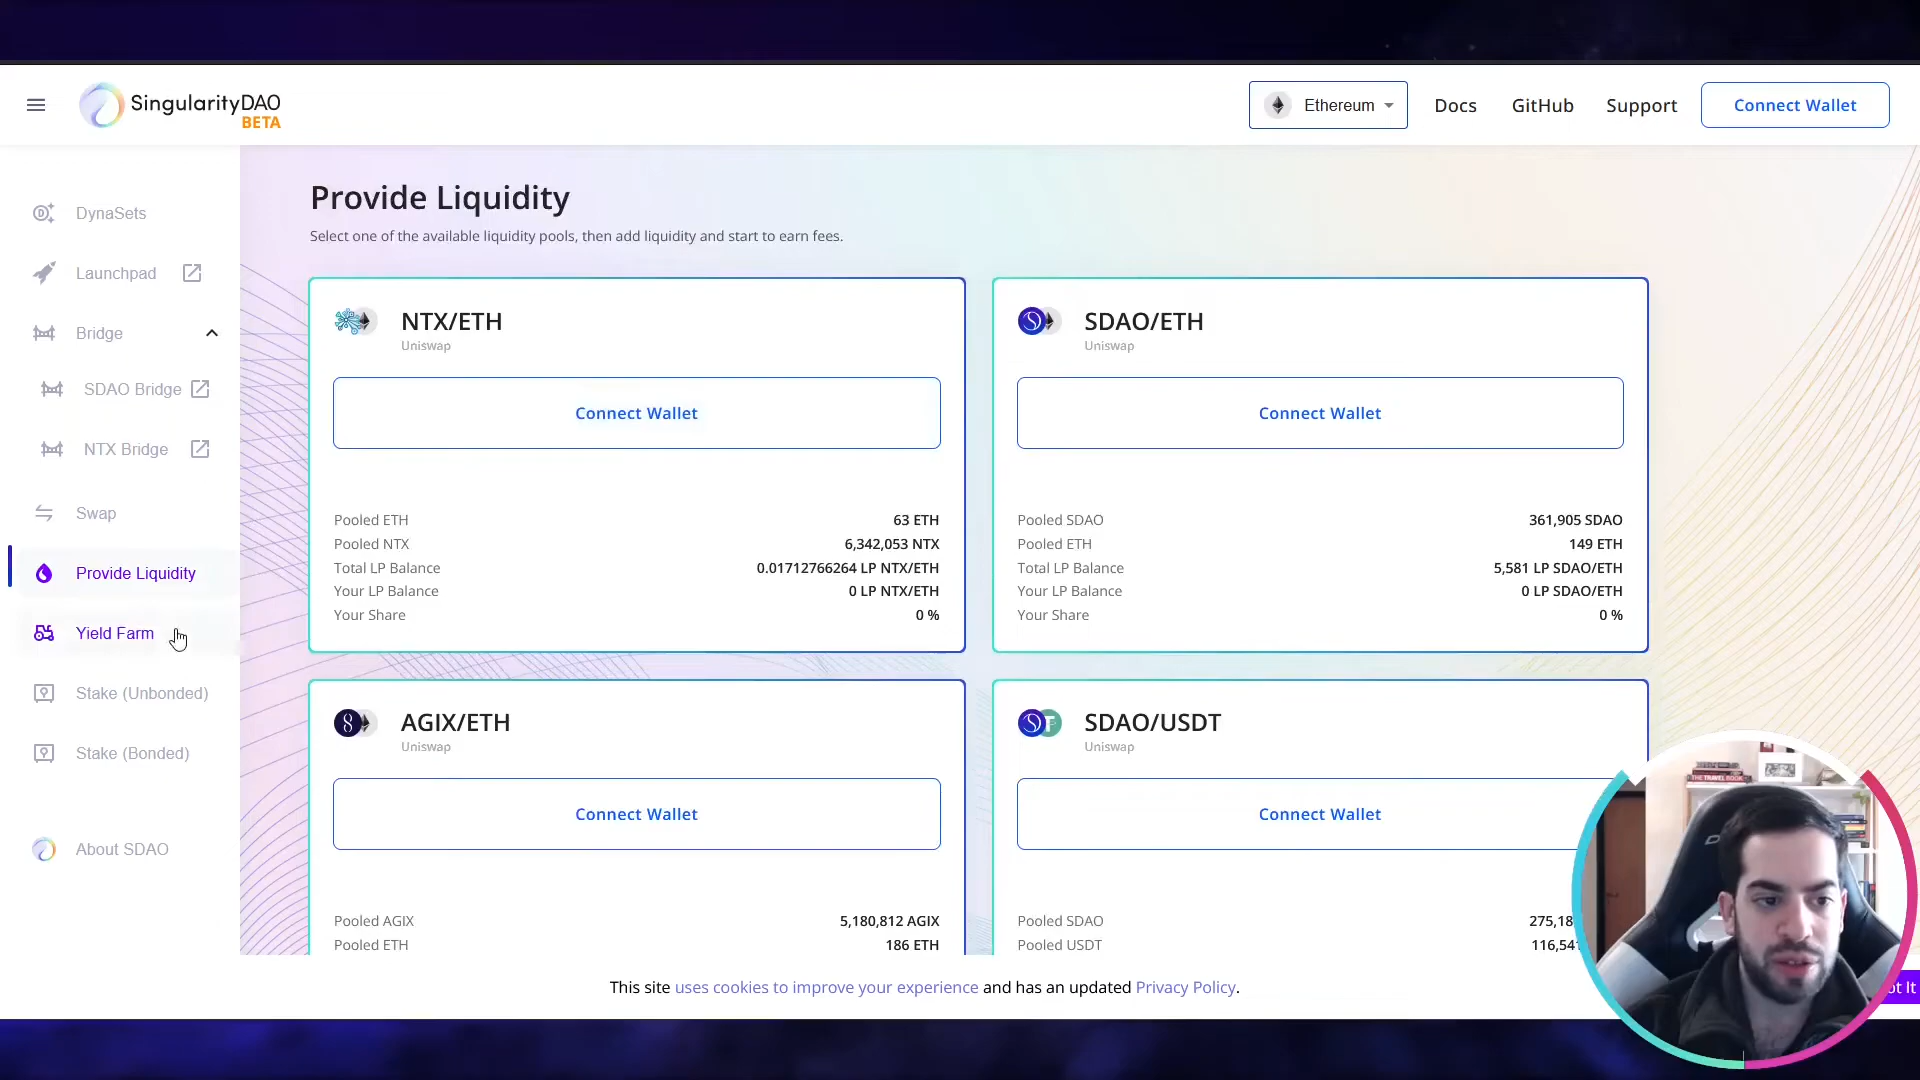 SingularityDAO
BETA
Ethereum
Docs
GitHub
Support
Connect Wallet
DynaSets
Launchpad
Bridge
SDAO Bridge
NTX Bridge
Swap
Provide Liquidity
Yield Farm
Stake (Unbonded)
Stake (Bonded)
About SDAO
Provide Liquidity
Select one of the available liquidity pools, then add liquidity and start to earn fees.
NTX/ETH
Uniswap
Connect Wallet
Pooled ETH 63 ETH
Pooled NTX 6,342,053 NTX
Total LP Balance 0.01712766264 LP NTX/ETH
Your LP Balance 0 LP NTX/ETH
Your Share 0 %
SDAO/ETH
Uniswap
Connect Wallet
Pooled SDAO 361,905 SDAO
Pooled ETH 149 ETH
Total LP Balance 5,581 LP SDAO/ETH
Your LP Balance 0 LP SDAO/ETH
Your Share 0 %
AGIX/ETH
Uniswap
Connect Wallet
Pooled AGIX 5,180,812 AGIX
Pooled ETH 186 ETH
SDAO/USDT
Uniswap
Connect Wallet
Pooled SDAO
Pooled USDT
This site uses cookies to improve your experience and has an updated Privacy Policy.
It
THE TRAVEL BOOK